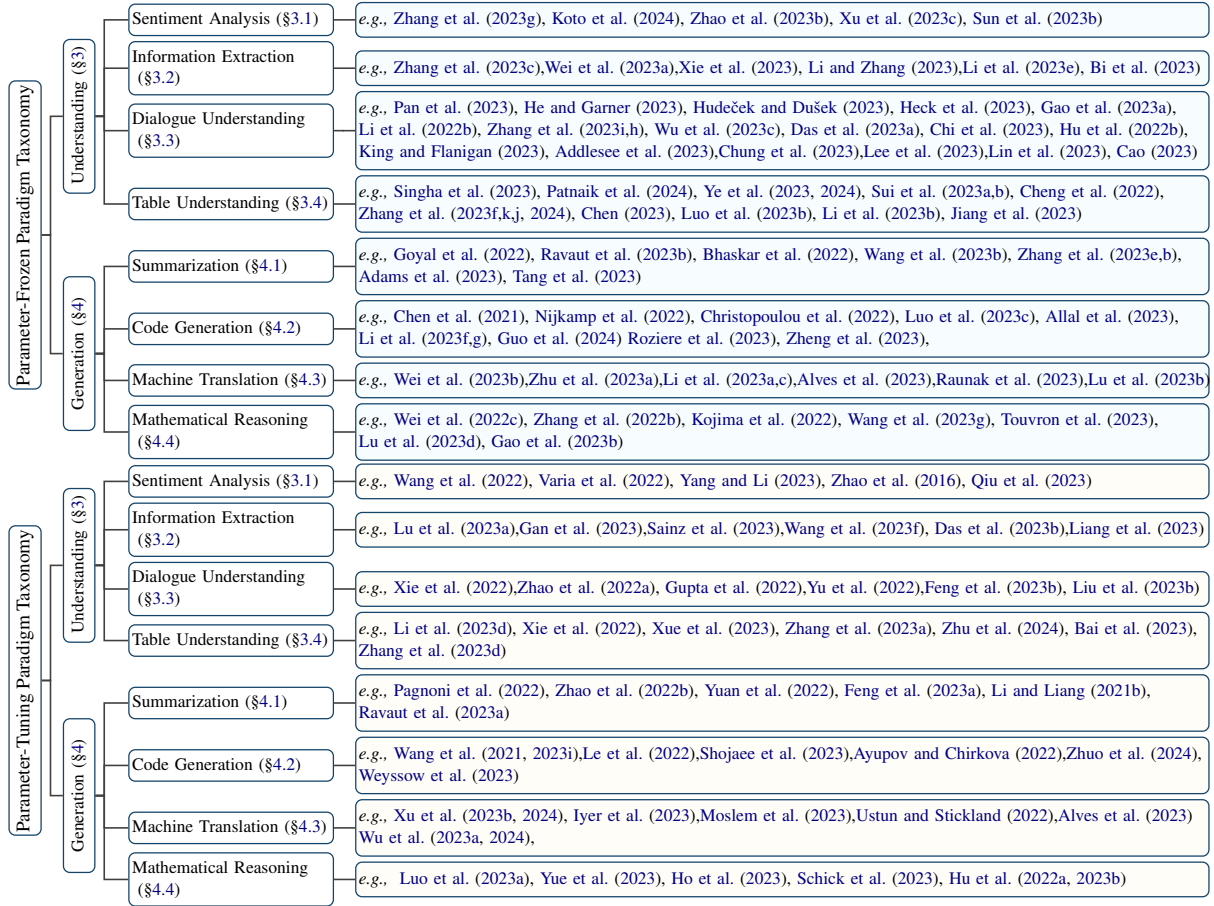 Parameter-Frozen Paradigm Taxonomy
Understanding (§3)
Sentiment Analysis (§3.1)
e.g., Zhang et al. (2023g), Koto et al. (2024), Zhao et al. (2023b), Xu et al. (2023c), Sun et al. (2023b)
Information Extraction
(§3.2)
e.g., Zhang et al. (2023c),Wei et al. (2023a),Xie et al. (2023), Li and Zhang (2023),Li et al. (2023e), Bi et al. (2023)
Dialogue Understanding
(§3.3)
e.g., Pan et al. (2023), He and Garner (2023), Hudeček and Dušek (2023), Heck et al. (2023), Gao et al. (2023a),
Li et al. (2022b), Zhang et al. (2023i,h), Wu et al. (2023c), Das et al. (2023a), Chi et al. (2023), Hu et al. (2022b),
King and Flanigan (2023), Addlesee et al. (2023),Chung et al. (2023),Lee et al. (2023),Lin et al. (2023), Cao (2023)
Table Understanding (§3.4)
e.g., Singha et al. (2023), Patnaik et al. (2024), Ye et al. (2023, 2024), Sui et al. (2023a,b), Cheng et al. (2022),
Zhang et al. (2023f,k,j, 2024), Chen (2023), Luo et al. (2023b), Li et al. (2023b), Jiang et al. (2023)
Generation (§4)
Summarization (§4.1)
e.g., Goyal et al. (2022), Ravaut et al. (2023b), Bhaskar et al. (2022), Wang et al. (2023b), Zhang et al. (2023e,b),
Adams et al. (2023), Tang et al. (2023)
Code Generation (§4.2)
e.g., Chen et al. (2021), Nijkamp et al. (2022), Christopoulou et al. (2022), Luo et al. (2023c), Allal et al. (2023),
Li et al. (2023f,g), Guo et al. (2024) Roziere et al. (2023), Zheng et al. (2023),
Machine Translation (§4.3)
e.g., Wei et al. (2023b),Zhu et al. (2023a),Li et al. (2023a,c),Alves et al. (2023),Raunak et al. (2023),Lu et al. (2023b)
Mathematical Reasoning
(§4.4)
e.g., Wei et al. (2022c), Zhang et al. (2022b), Kojima et al. (2022), Wang et al. (2023g), Touvron et al. (2023),
Lu et al. (2023d), Gao et al. (2023b)
Parameter-Tuning Paradigm Taxonomy
Understanding (§3)
Sentiment Analysis (§3.1)
e.g., Wang et al. (2022), Varia et al. (2022), Yang and Li (2023), Zhao et al. (2016), Qiu et al. (2023)
Information Extraction
(§3.2)
e.g., Lu et al. (2023a),Gan et al. (2023),Sainz et al. (2023),Wang et al. (2023f), Das et al. (2023b),Liang et al. (2023)
Dialogue Understanding
(§3.3)
e.g., Xie et al. (2022),Zhao et al. (2022a), Gupta et al. (2022),Yu et al. (2022),Feng et al. (2023b), Liu et al. (2023b)
Table Understanding (§3.4)
e.g., Li et al. (2023d), Xie et al. (2022), Xue et al. (2023), Zhang et al. (2023a), Zhu et al. (2024), Bai et al. (2023),
Zhang et al. (2023d)
Generation (§4)
Summarization (§4.1)
e.g., Pagnoni et al. (2022), Zhao et al. (2022b), Yuan et al. (2022), Feng et al. (2023a), Li and Liang (2021b),
Ravaut et al. (2023a)
Code Generation (§4.2)
e.g., Wang et al. (2021, 2023i),Le et al. (2022),Shojaee et al. (2023),Ayupov and Chirkova (2022),Zhuo et al. (2024),
Weyssow et al. (2023)
Machine Translation (§4.3)
e.g., Xu et al. (2023b, 2024), Iyer et al. (2023),Moslem et al. (2023),Ustun and Stickland (2022),Alves et al. (2023)
Wu et al. (2023a, 2024),
Mathematical Reasoning
(§4.4)
e.g., Luo et al. (2023a), Yue et al. (2023), Ho et al. (2023), Schick et al. (2023), Hu et al. (2022a, 2023b)